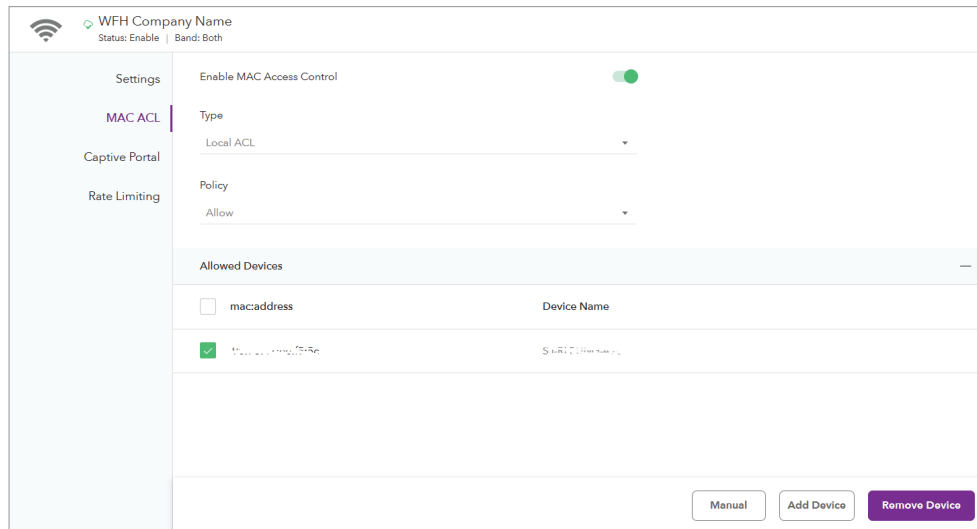 WFH Company Name
Status: Enable | Band: Both
Settings
MAC ACL
Captive Portal
Rate Limiting
Enable MAC Access Control
Type
Local ACL
Policy
Allow
Allowed Devices
mac:address Device Name
Manual Add Device Remove Device